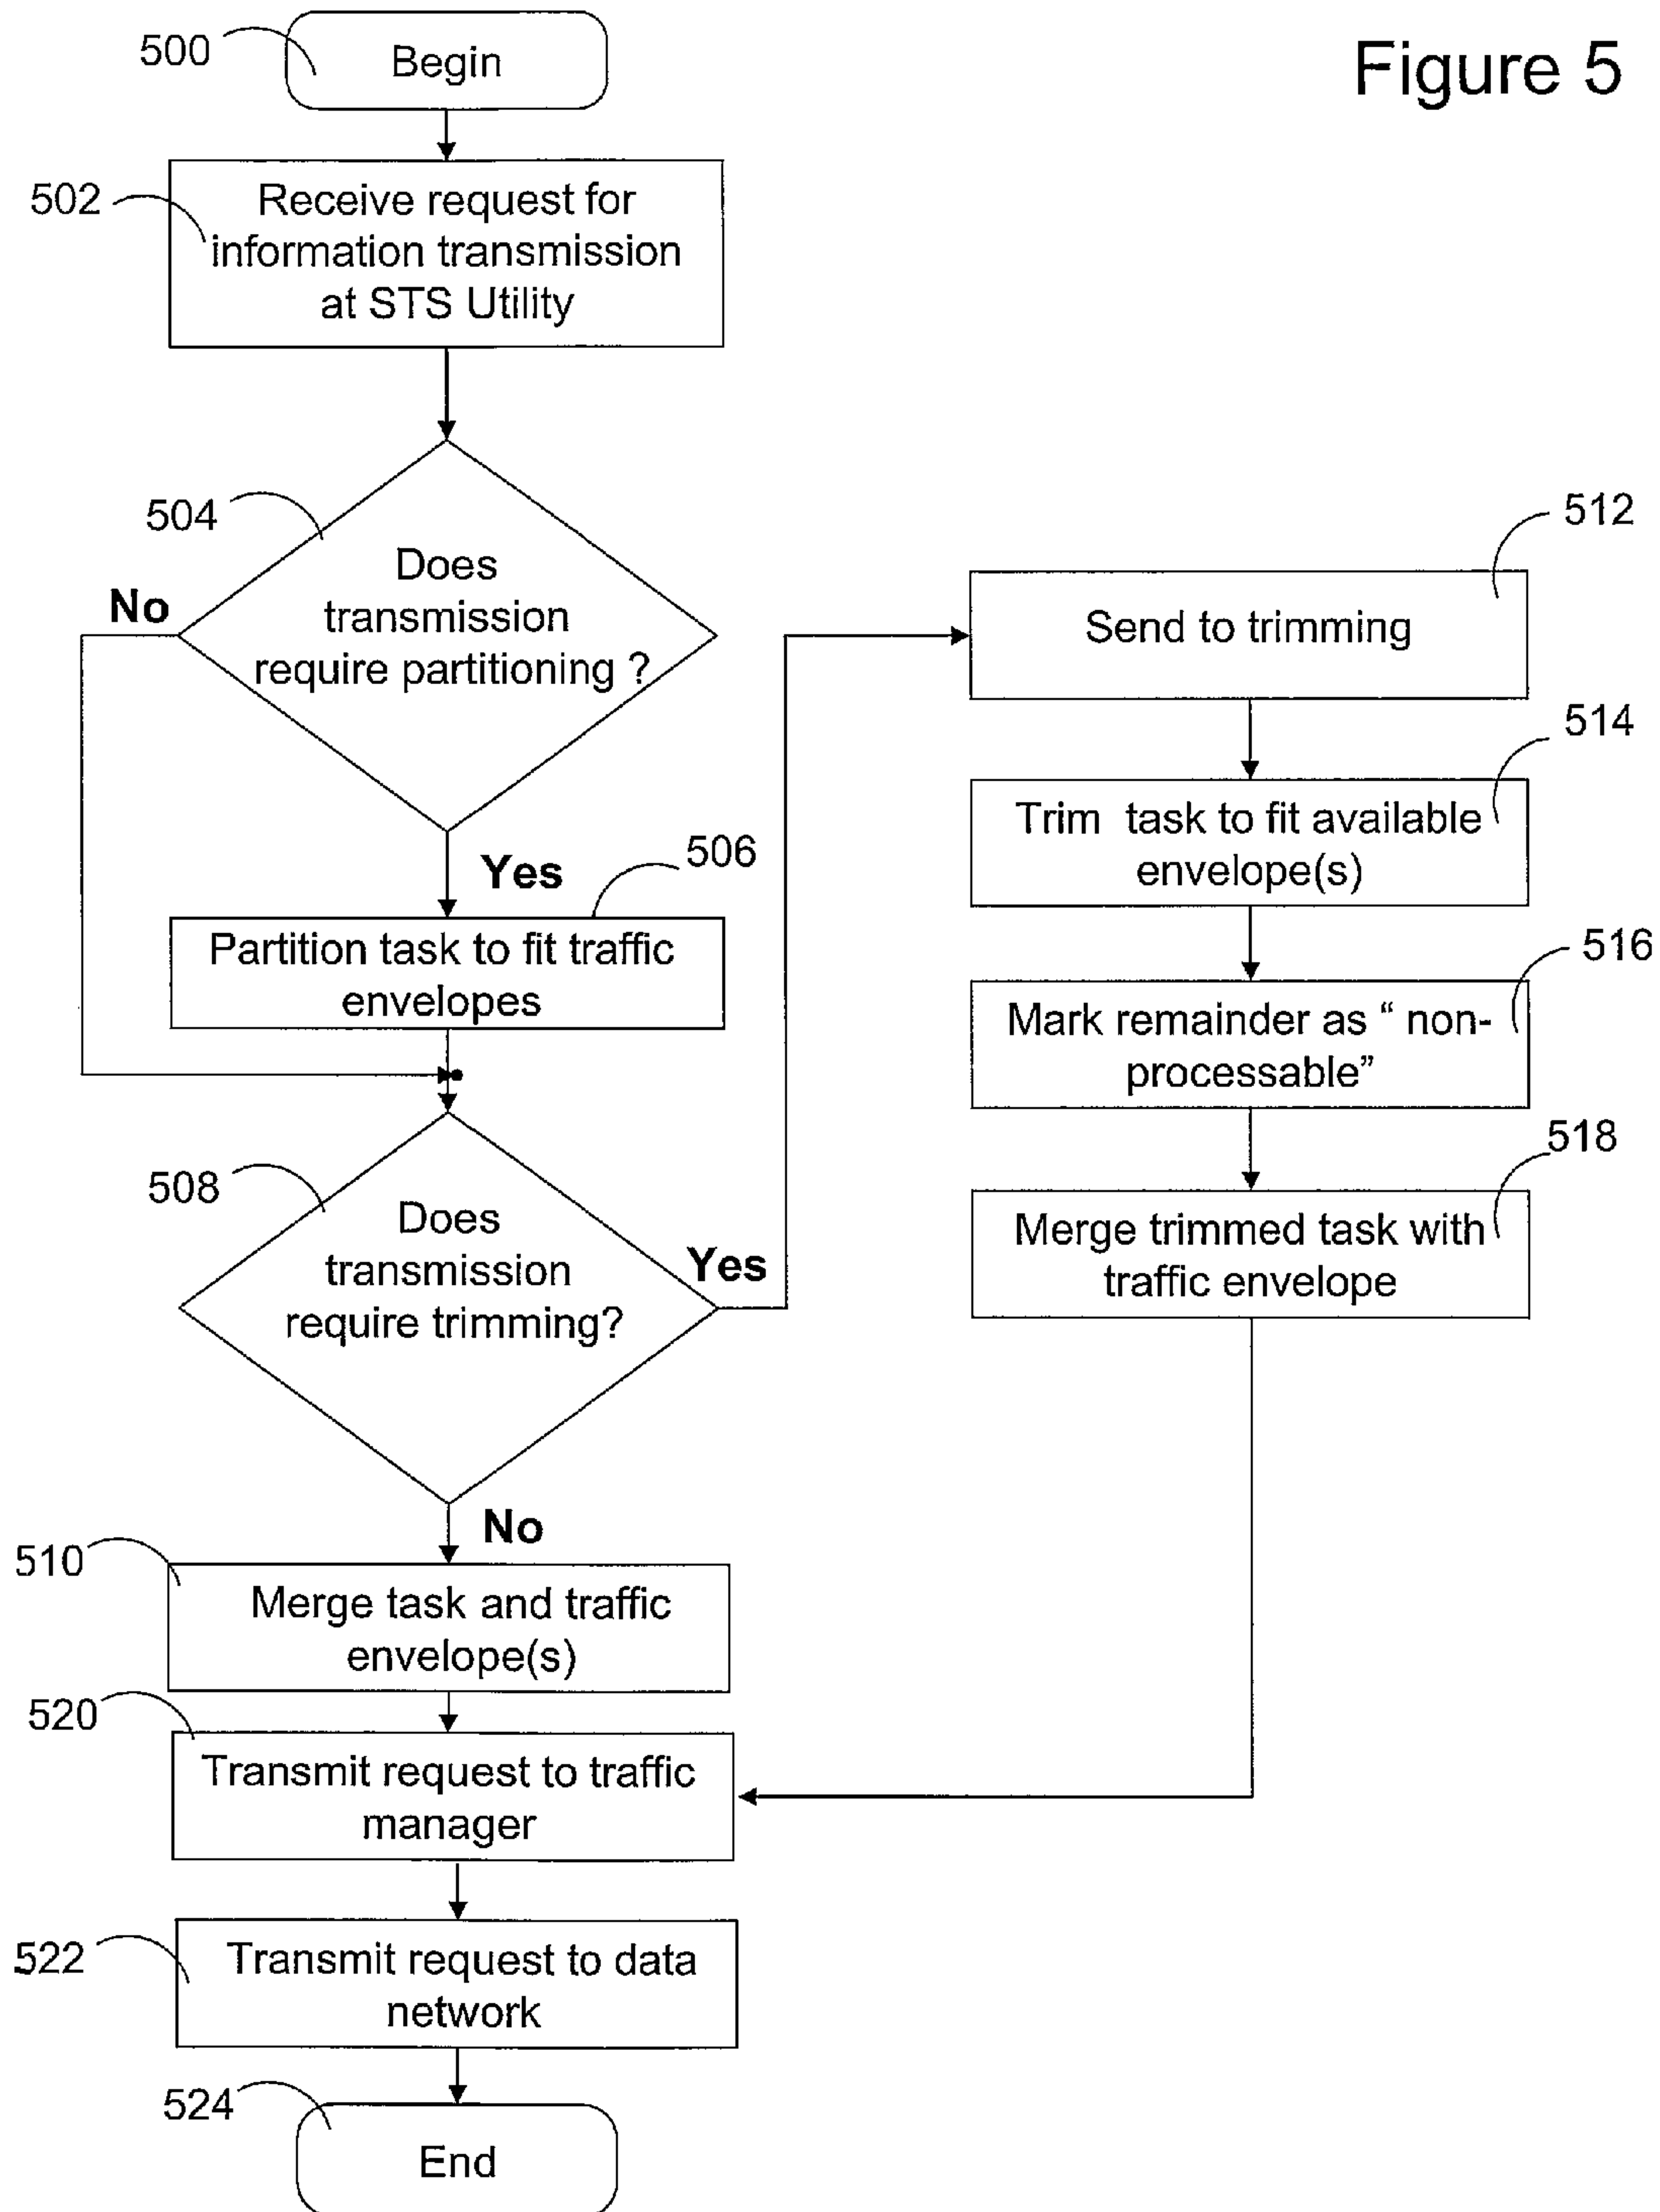 Figure 5
500
Begin
502
Receive request for
information transmission
at STS Utility
504
Does
transmission
require partitioning ?
No
Yes
506
Partition task to fit traffic
envelopes
508
Does
transmission
require trimming?
Yes
No
510
Merge task and traffic
envelope(s)
512
Send to trimming
514
Trim task to fit available
envelope(s)
516
Mark remainder as “ non-
processable”
518
Merge trimmed task with
traffic envelope
520
Transmit request to traffic
manager
522
Transmit request to data
network
524
End